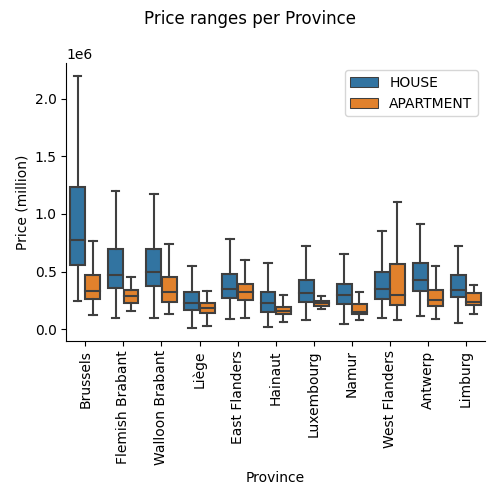 Price ranges per Province
1e6
HOUSE
APARTMENT
2.0
1.5
1.0
0.5
0.0
Price (million)
Brussels
Flemish Brabant
Walloon Brabant
Liège
East Flanders
Hainaut
Luxembourg
Namur
West Flanders
Antwerp
Limburg
Province